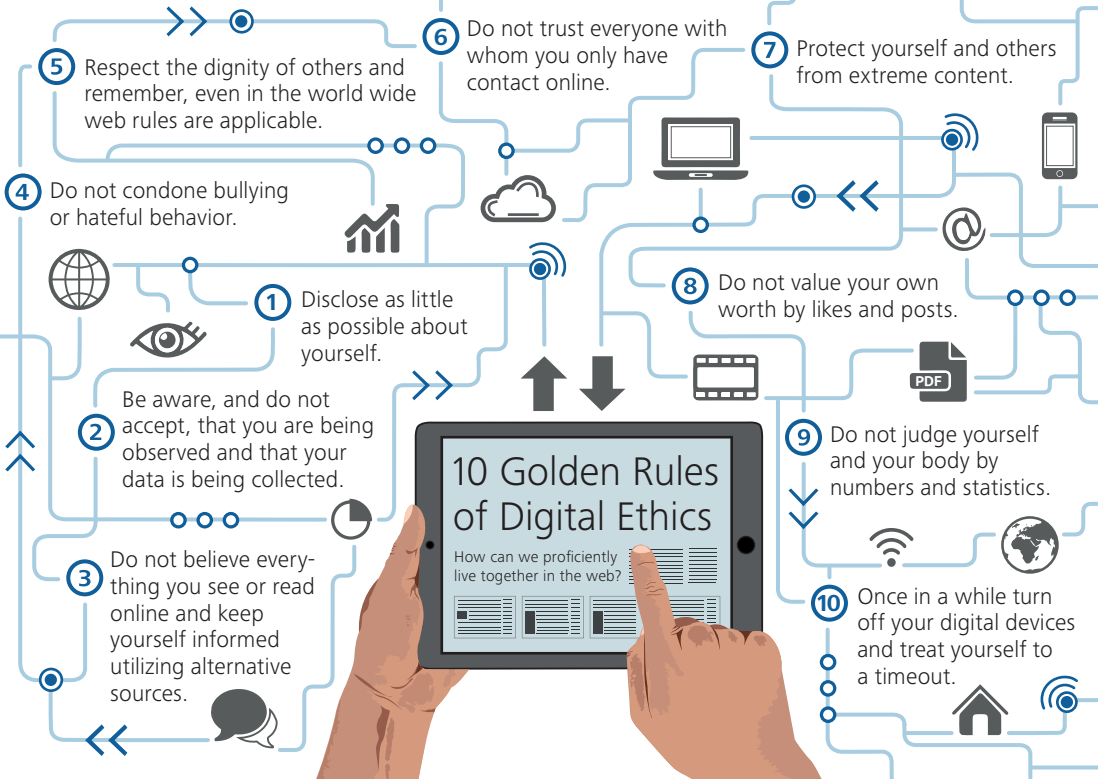 10 Golden Rules
of Digital Ethics
How can we proficiently
live together in the web?
1
Disclose as little
as possible about
yourself.
2
Be aware, and do not
accept, that you are being
observed and that your
data is being collected.
3
Do not believe every-
thing you see or read
online and keep
yourself informed
utilizing alternative
sources.
4
Do not condone bullying
or hateful behavior.
5
Respect the dignity of others and
remember, even in the world wide
web rules are applicable.
6
Do not trust everyone with
whom you only have
contact online.
7
Protect yourself and others
from extreme content.
8
Do not value your own
worth by likes and posts.
9
Do not judge yourself
and your body by
numbers and statistics.
10
Once in a while turn
off your digital devices
and treat yourself to
a timeout.
@
PDF